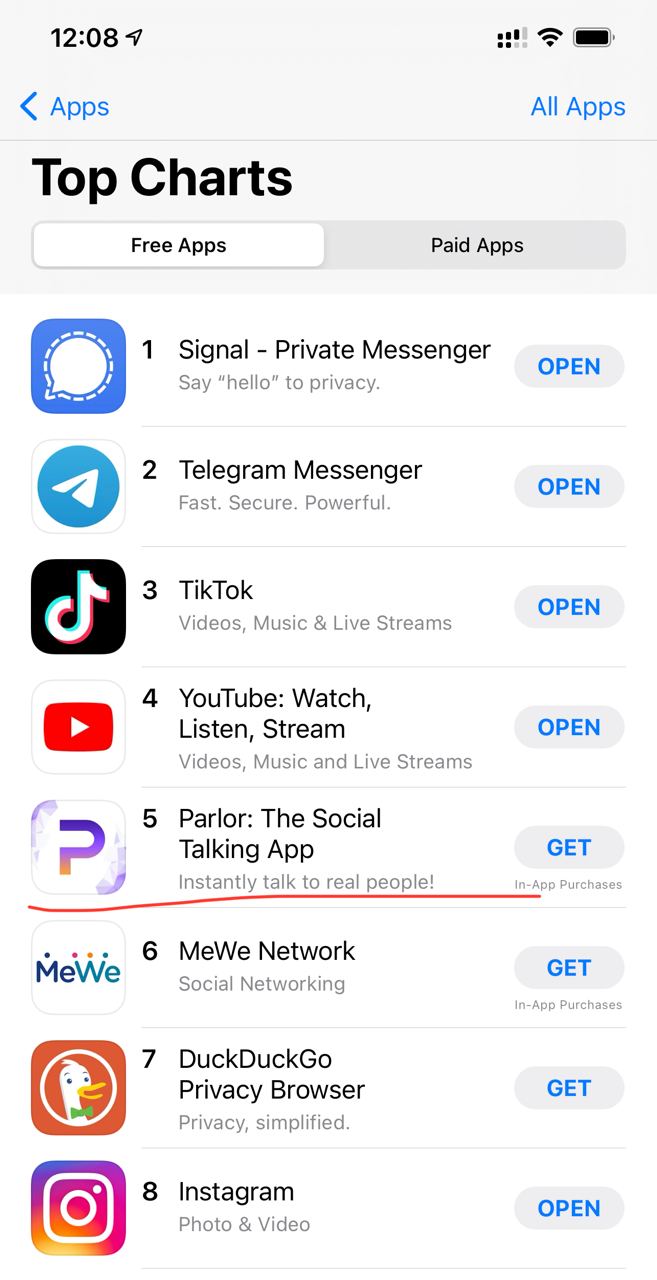 12:08
Apps
All Apps
Top Charts
Free Apps
Paid Apps
1 Signal - Private Messenger
Say “hello” to privacy.
OPEN
2 Telegram Messenger
Fast. Secure. Powerful.
OPEN
3 TikTok
Videos, Music & Live Streams
OPEN
4 YouTube: Watch,
Listen, Stream
Videos, Music and Live Streams
OPEN
P
5 Parlor: The Social
Talking App
Instantly talk to real people!
GET
In-App Purchases
MeWe
6 MeWe Network
Social Networking
GET
In-App Purchases
7 DuckDuckGo
Privacy Browser
Privacy, simplified.
GET
8 Instagram
Photo & Video
OPEN